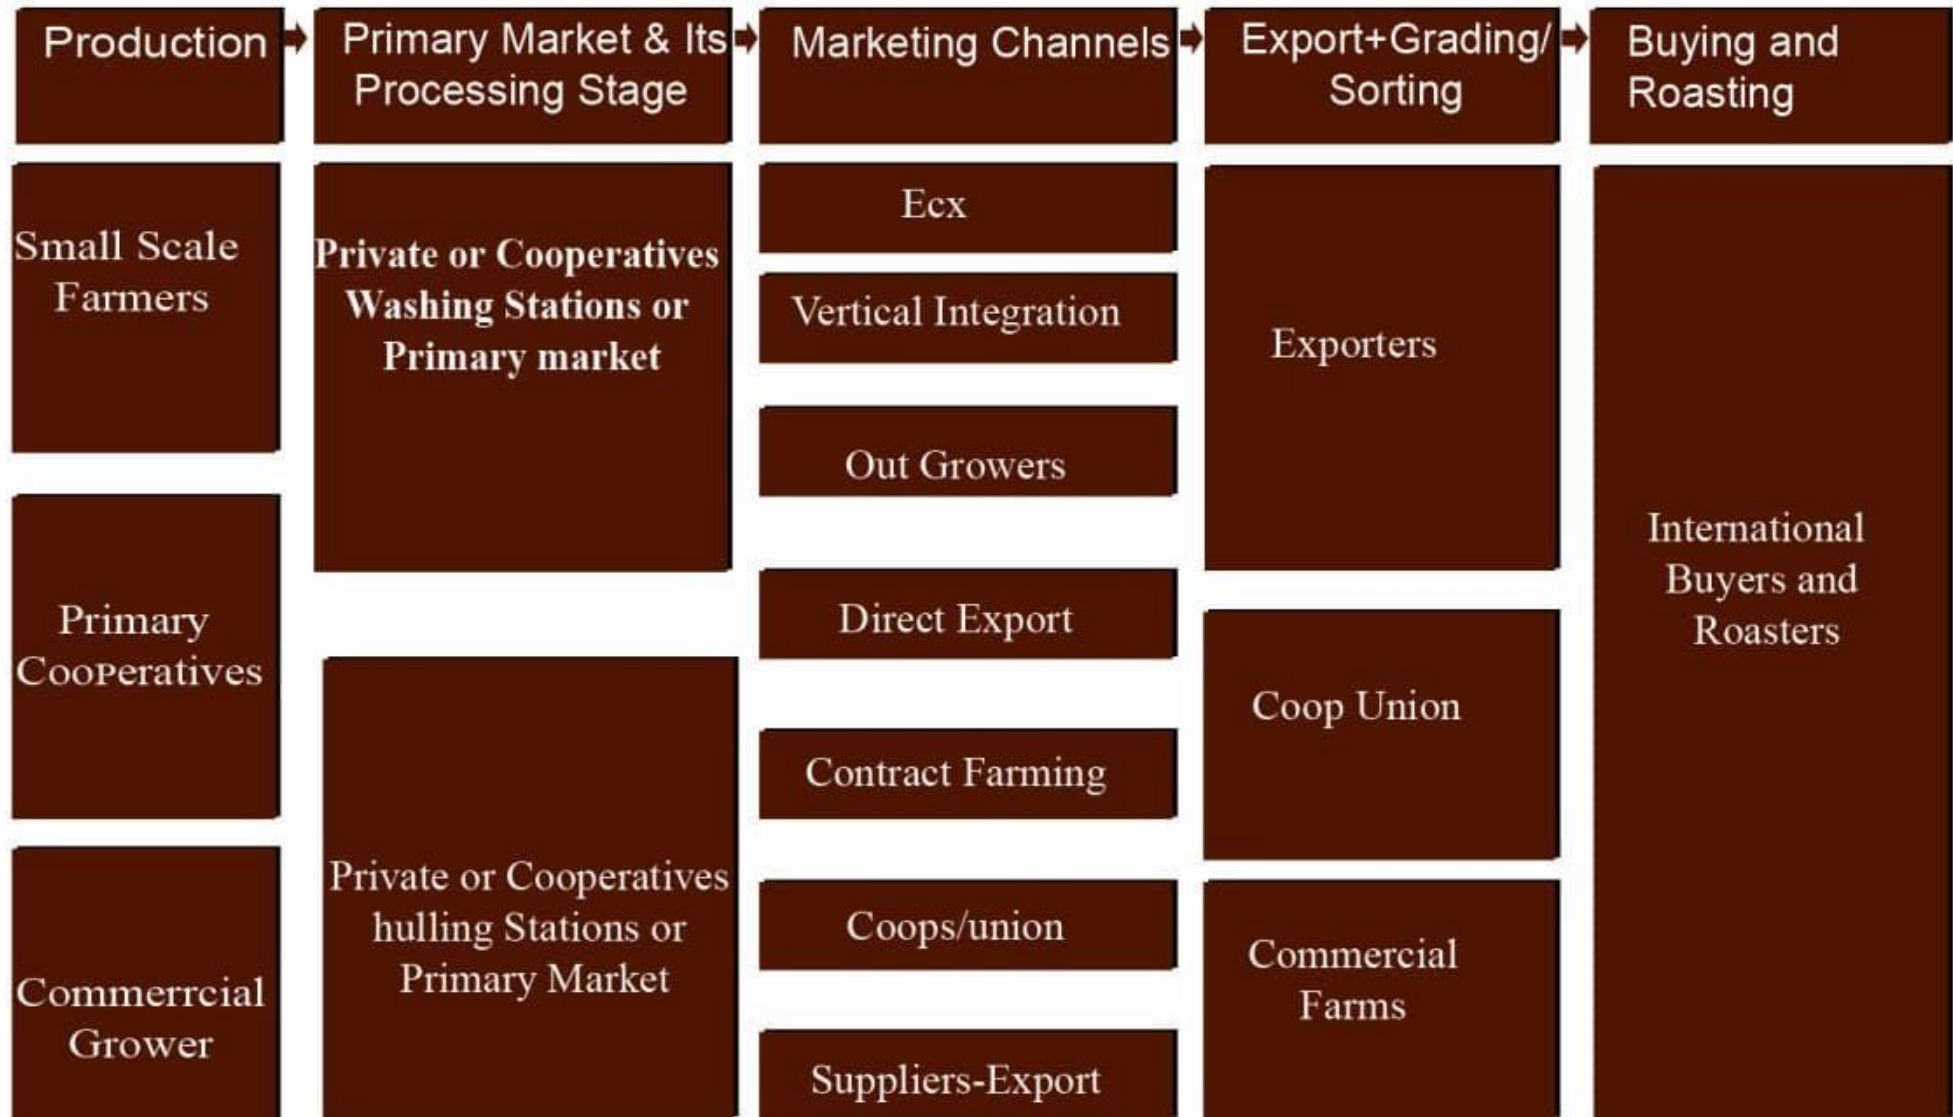 Production
Primary Market & Its
Processing Stage
Marketing Channels
Export+Grading/
Sorting
Buying and
Roasting
Small Scale
Farmers
Primary
CooPeratives
Commerrcial
Grower
Private or Cooperatives
Washing Stations or
Primary market
Private or Cooperatives
hulling Stations or
Primary Market
Ecx
Vertical Integration
Out Growers
Direct Export
Contract Farming
Coops/union
Suppliers-Export
Exporters
Coop Union
Commercial
Farms
International
Buyers and
Roasters